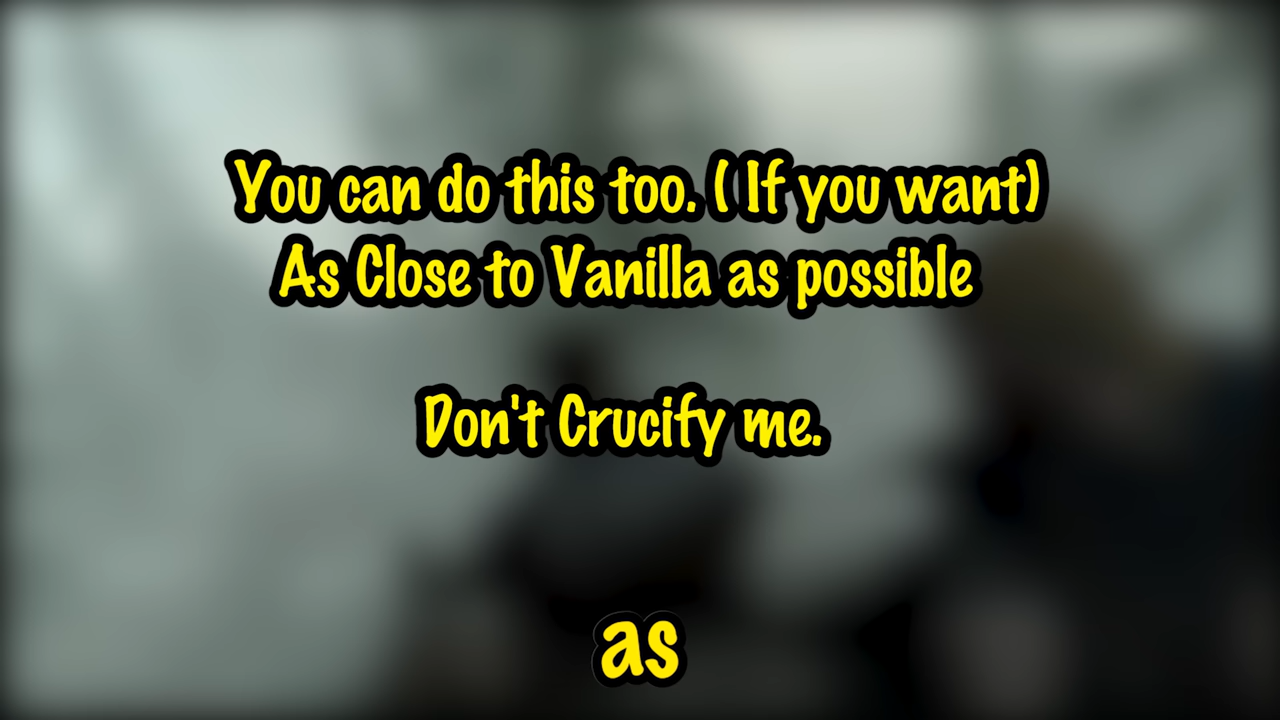 You can do this too. ( If you want)
As Close to Vanilla as possible
Don't Crucify me.
as